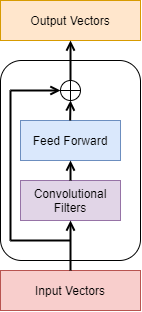 Output Vectors
Feed Forward
Convolutional
Filters
Input Vectors